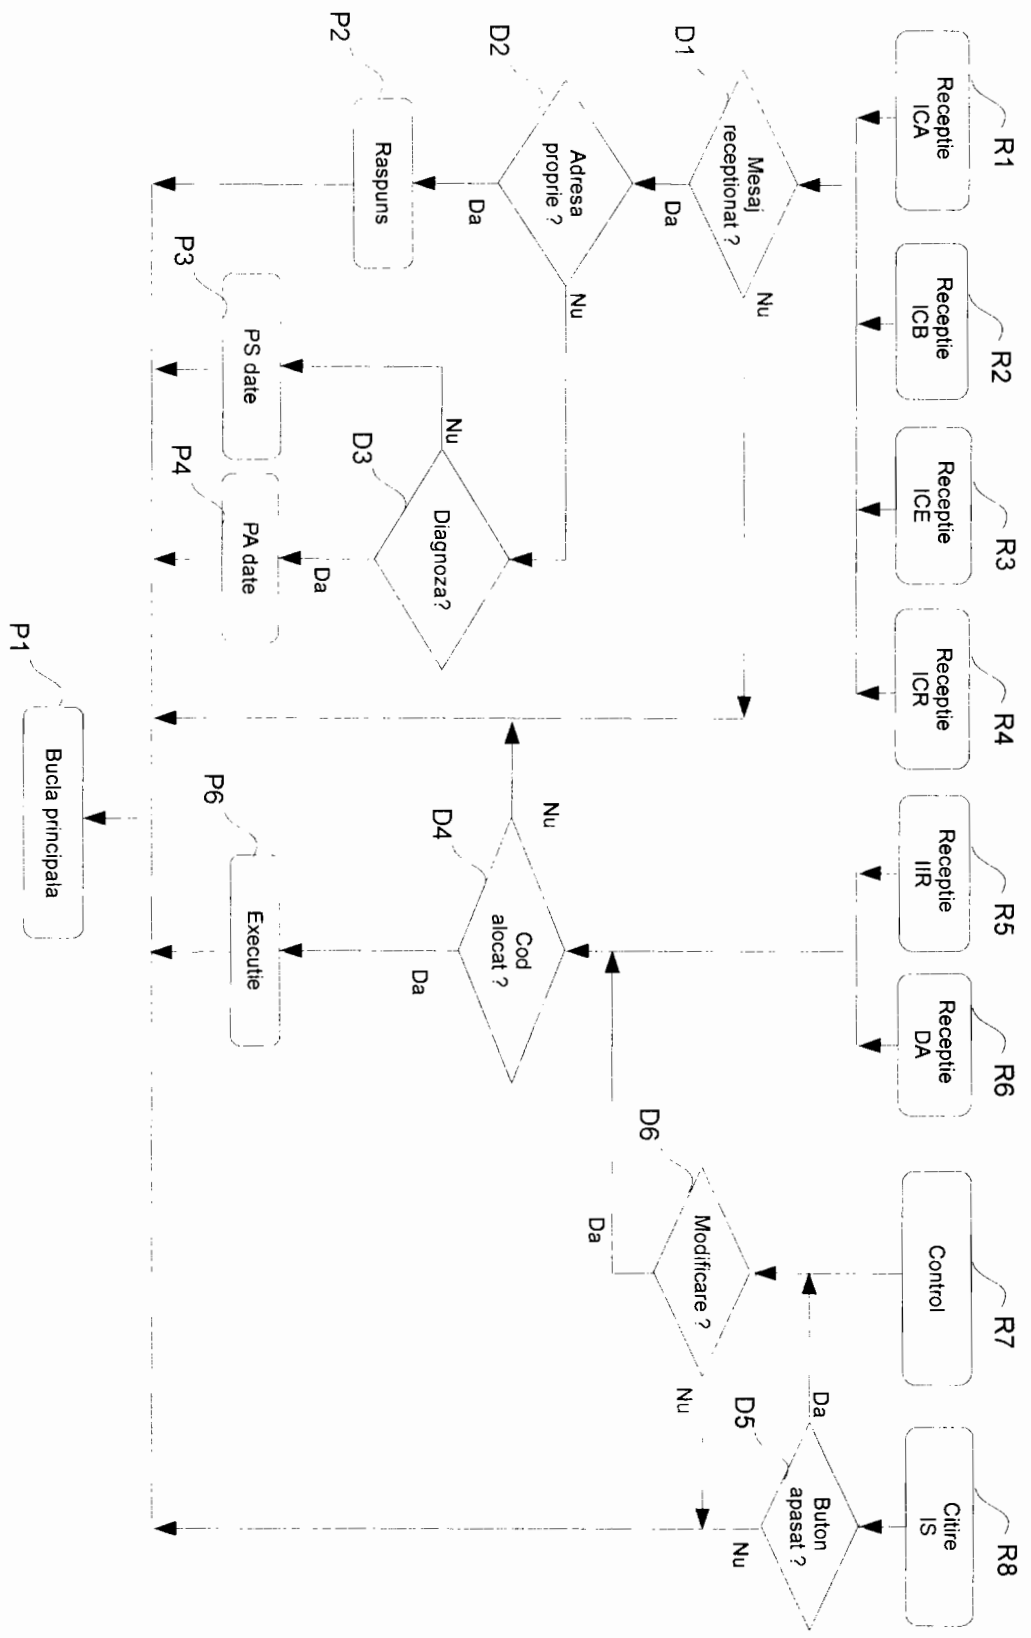 R1
R2
R3
R4
R5
R6
R7
R8
Receptie
ICA
Receptie
ICB
Receptie
ICE
Receptie
ICR
Receptie
IIR
Receptie
DA
Control
Citire
IS
D1
Mesaj
receptionat ?
Nu
Da
D5
Buton
apasat ?
Da
Nu
D6
Modificare ?
Da
Nu
D2
Adresa
proprie ?
Nu
Da
D4
Cod
alocat ?
Nu
Da
D3
Diagnoza?
Nu
Da
P2
Raspuns
P3
PS date
P4
PA date
P6
Executie
P1
Bucla principala